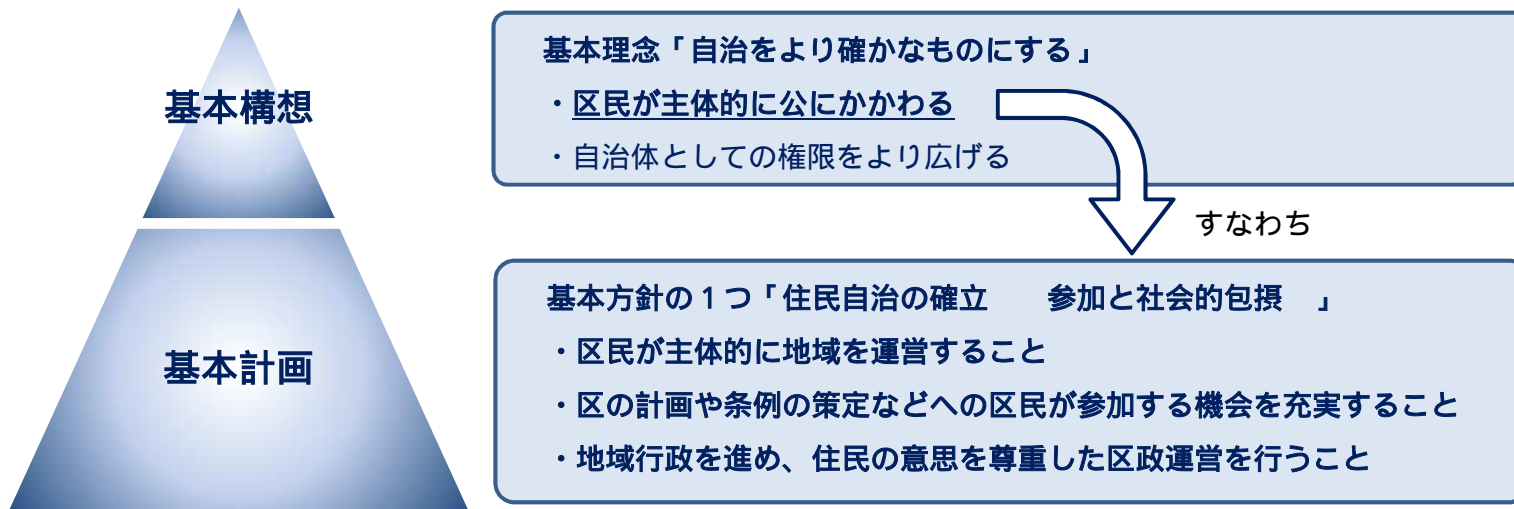 基本構想
基本理念「自治をより確かなものにする」
・区民が主体的に公にかかわる
・自治体としての権限をより広げる
すなわち
基本計画
基本方針の１つ「住民自治の確立　　参加と社会的包摂　」
・区民が主体的に地域を運営すること
・区の計画や条例の策定などへの区民が参加する機会を充実すること
・地域行政を進め、住民の意思を尊重した区政運営を行うこと